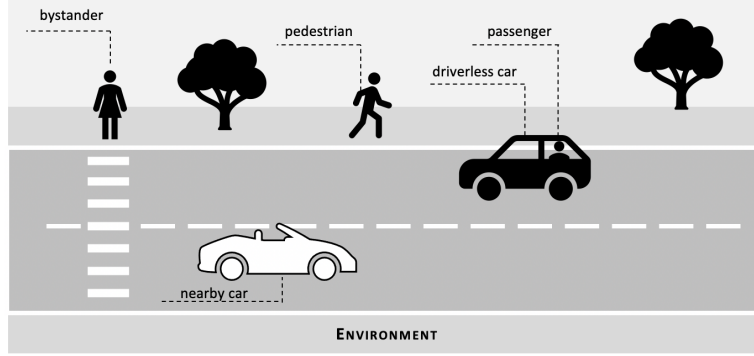 bystander
pedestrian
passenger
driverless car
nearby car
ENVIRONMENT